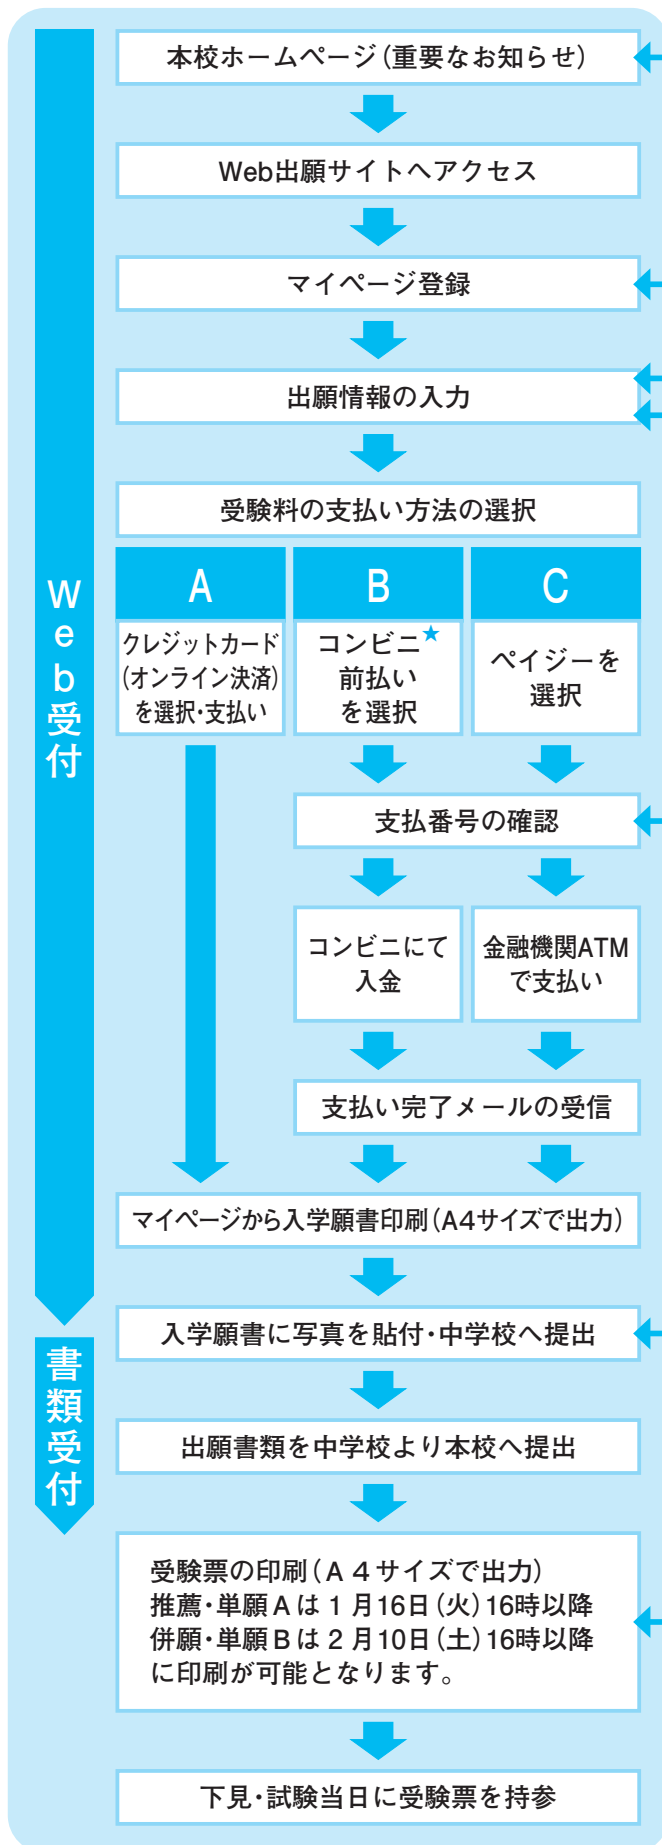 本校ホームページ(重要なお知らせ)
Web出願サイトへアクセス
マイページ登録
出願情報の入力
受験料の支払い方法の選択
Web受付
A
クレジットカード
(オンライン決済)
を選択・支払い
B
コンビニ★
前払い
を選択
C
ペイジーを
選択
支払番号の確認
コンビニにて
入金
金融機関ATM
で支払い
支払い完了メールの受信
マイページから入学願書印刷(A4サイズで出力)
入学願書に写真を貼付・中学校へ提出
書類受付
出願書類を中学校より本校へ提出
受験票の印刷(A4サイズで出力)
推薦・単願Aは1月16日(火)16時以降
併願・単願Bは2月10日(土)16時以降
に印刷が可能となります。
下見・試験当日に受験票を持参